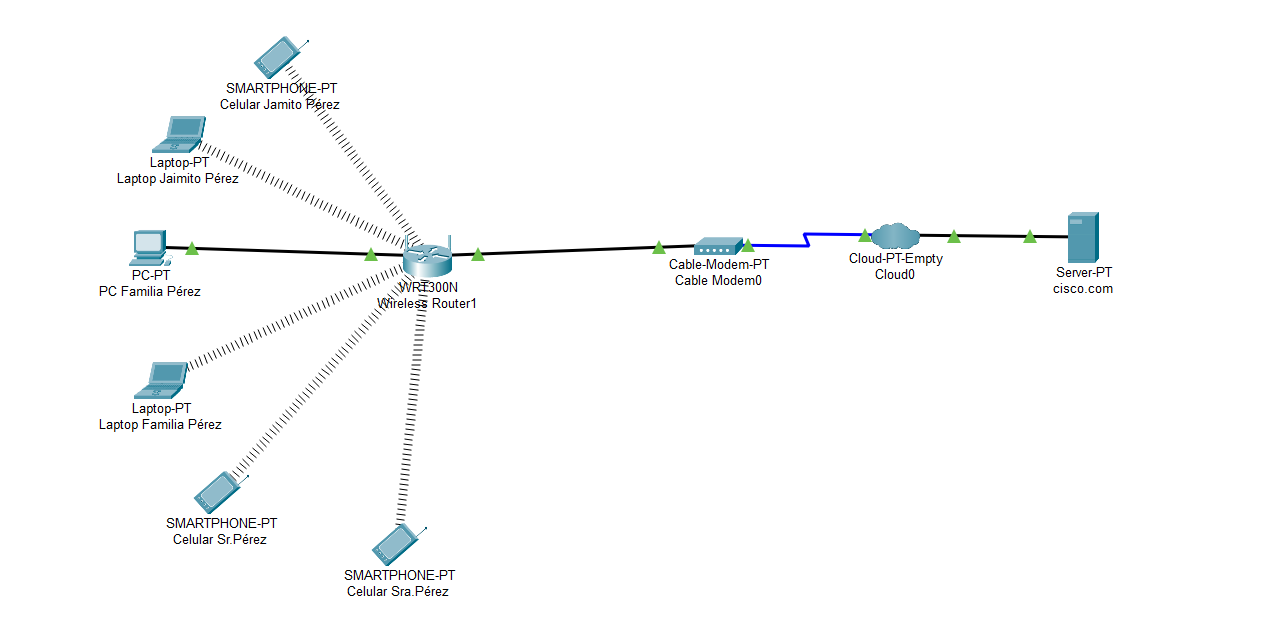 SMARTPHONE-PT
Celular Jamito Pérez
Laptop-PT
Laptop Jaimito Pérez
PC-PT
PC Familia Pérez
WRT300N
Wireless Router1
Cable-Modem-PT
Cable Modem0
Cloud-PT-Empty
Cloud0
Server-PT
cisco.com
Laptop-PT
Laptop Familia Pérez
SMARTPHONE-PT
Celular Sr.Pérez
SMARTPHONE-PT
Celular Sra.Pérez